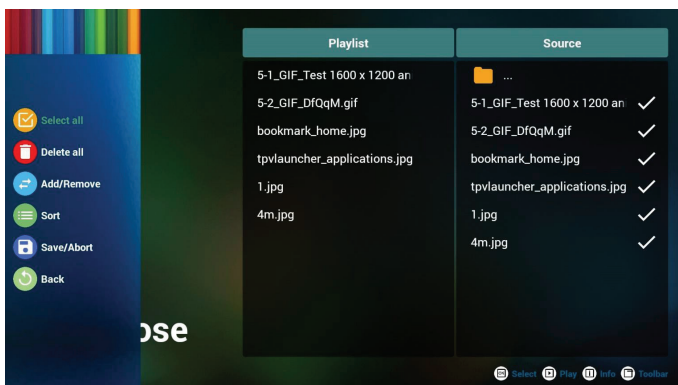 Playlist
Source
5-1_GIF_Test 1600 x 1200 an
5-2_GIF_DfQqM.gif
bookmark_home.jpg
tpvlauncher_applications.jpg
1.jpg
4m.jpg
...
5-1_GIF_Test 1600 x 1200 an
5-2_GIF_DfQqM.gif
bookmark_home.jpg
tpvlauncher_applications.jpg
1.jpg
4m.jpg
Select all
Delete all
Add/Remove
Sort
Save/Abort
Back
ose
Select Play Info Toolbar